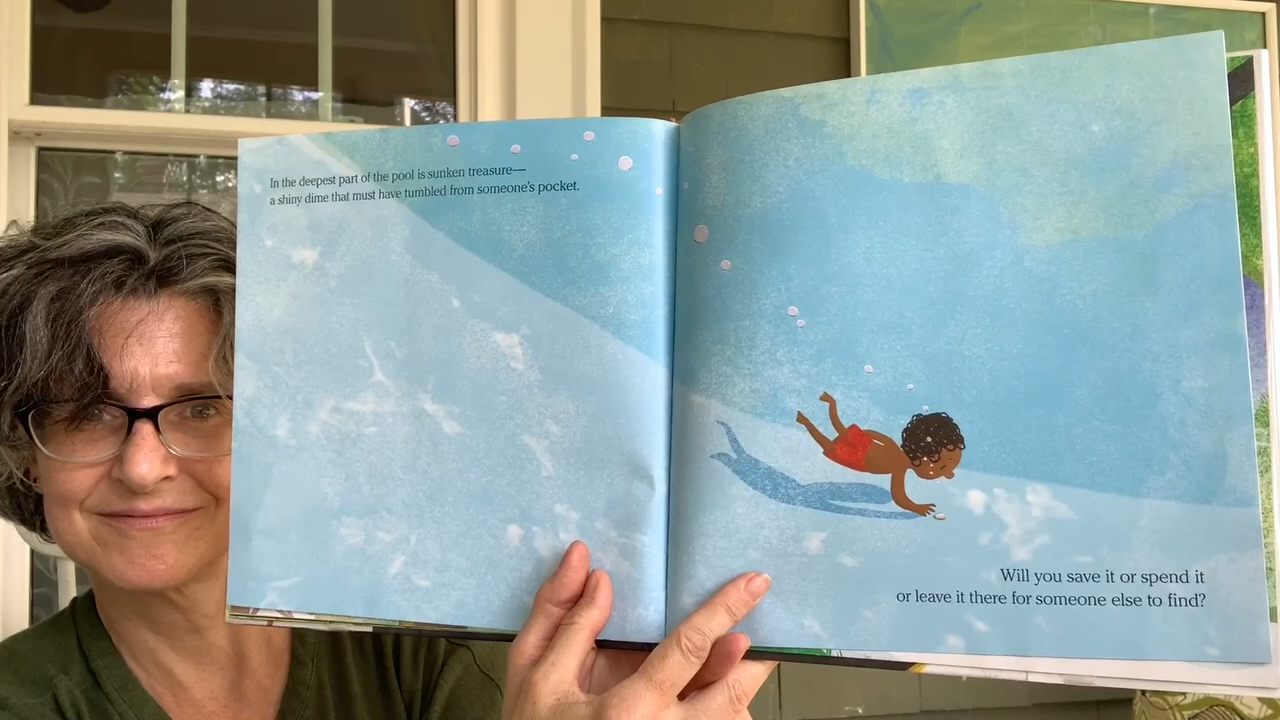 In the deepest part of the pool is sunken treasure—
a shiny dime that must have tumbled from someone's pocket.
Will you save it or spend it
or leave it there for someone else to find?